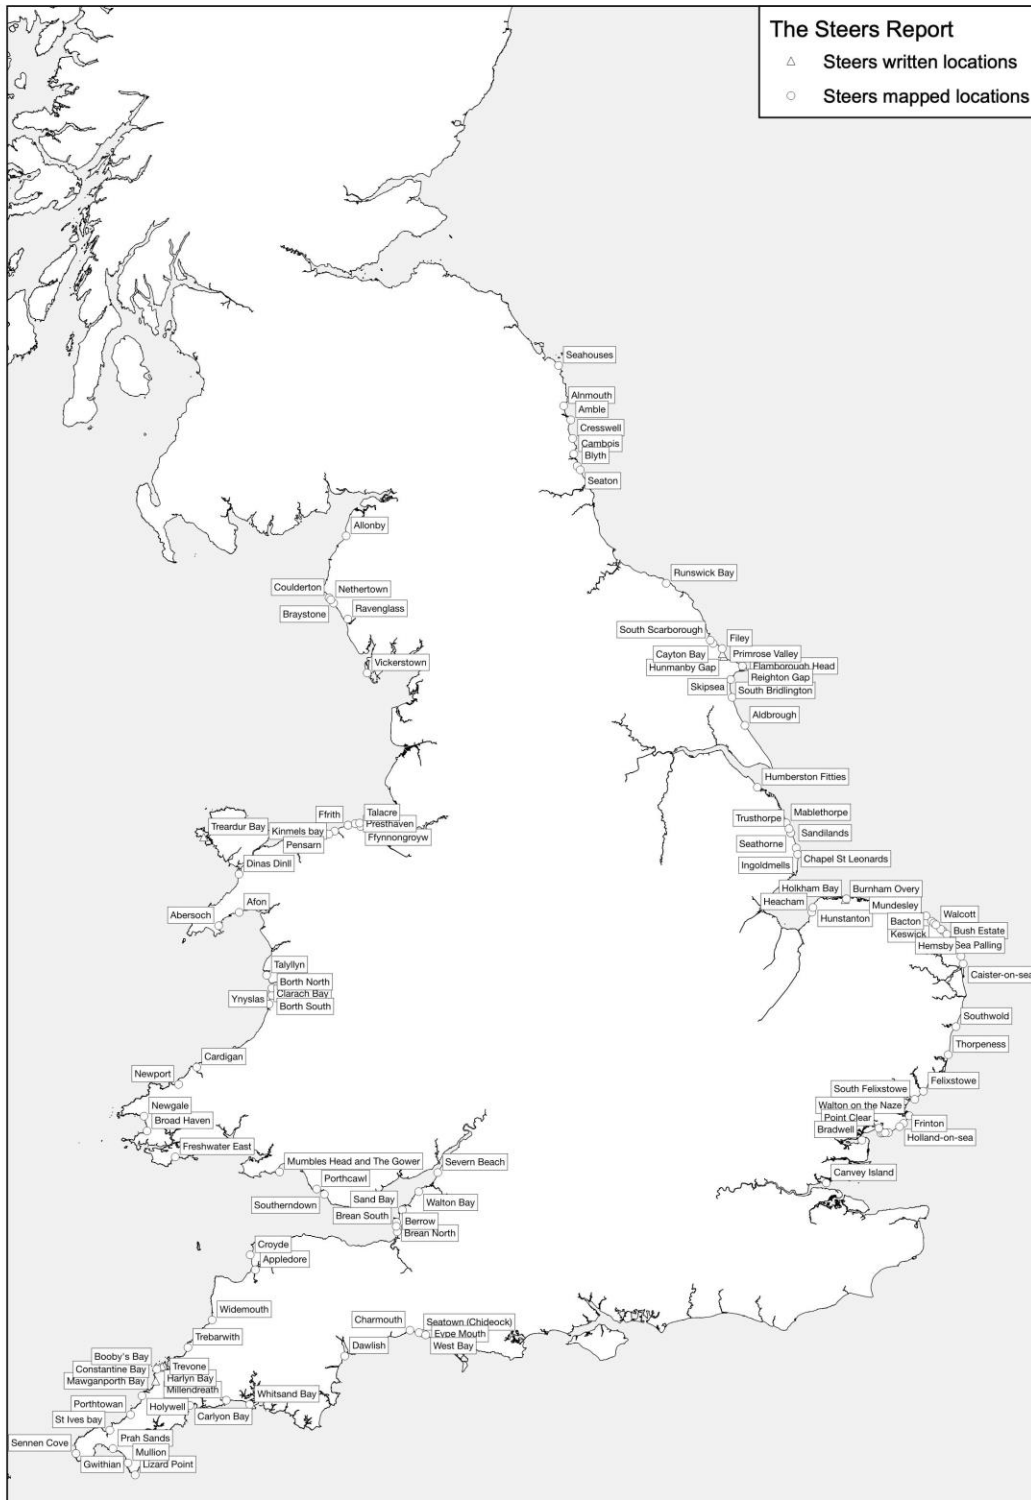 The Steers Report
Steers written locations
Steers mapped locations
Seahouses
Alnmouth
Amble
Cresswell
Cambois
Blyth
Seaton
Allonby
Runswick Bay
Coulderton
Nethertown
Braystone
Ravenglass
South Scarborough
Filey
Cayton Bay
Primrose Valley
Hunmanby Gap
Flamborough Head
Vickerstown
Reighton Gap
Skipsea
South Bridlington
Aldbrough
Humberston Fitties
Ffrith
Talacre
Treardur Bay
Kinmels bay
Presthaven
Pensarn
Ffynnongroyw
Trusthorpe
Mablethorpe
Sandilands
Seathorne
Chapel St Leonards
Ingoldmells
Dinas Dinll
Holkham Bay
Burnham Overy
Heacham
Mundesley
Hunstanton
Walcott
Bacton
Keswick
Bush Estate
Hemsby
Sea Palling
Caister-on-sea
Afon
Abersoch
Talyllyn
Borth North
Ynyslas
Clarach Bay
Borth South
Southwold
Thorpeness
Cardigan
Newport
Felixstowe
South Felixstowe
Walton on the Naze
Newgale
Point Clear
Broad Haven
Frinton
Bradwell
Holland-on-sea
Freshwater East
Mumbles Head and The Gower
Severn Beach
Canvey Island
Porthcawl
Sand Bay
Southerndown
Walton Bay
Brean South
Berrow
Brean North
Croyde
Appledore
Widemouth
Charmouth
Seatown (Chideock)
Eype Mouth
West Bay
Trebarwith
Dawlish
Booby's Bay
Constantine Bay
Trevone
Mawganporth Bay
Harlyn Bay
Millendreath
Whitsand Bay
Porthtowan
Holywell
Carlyon Bay
St Ives bay
Prah Sands
Sennen Cove
Mullion
Gwithian
Lizard Point